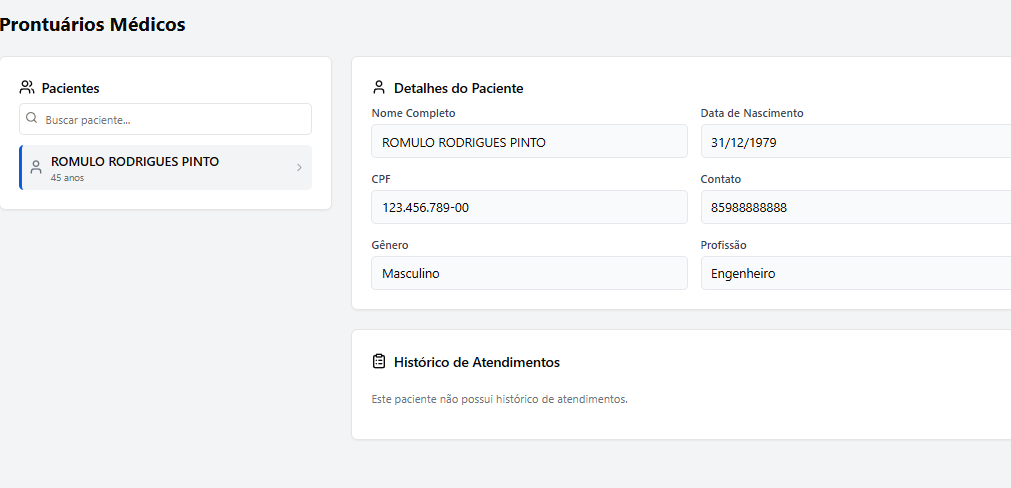 Prontuários Médicos
Pacientes
Buscar paciente...
ROMULO RODRIGUES PINTO
45 anos
Detalhes do Paciente
Nome Completo
ROMULO RODRIGUES PINTO
Data de Nascimento
31/12/1979
CPF
123.456.789-00
Contato
85988888888
Gênero
Masculino
Profissão
Engenheiro
Histórico de Atendimentos
Este paciente não possui histórico de atendimentos.